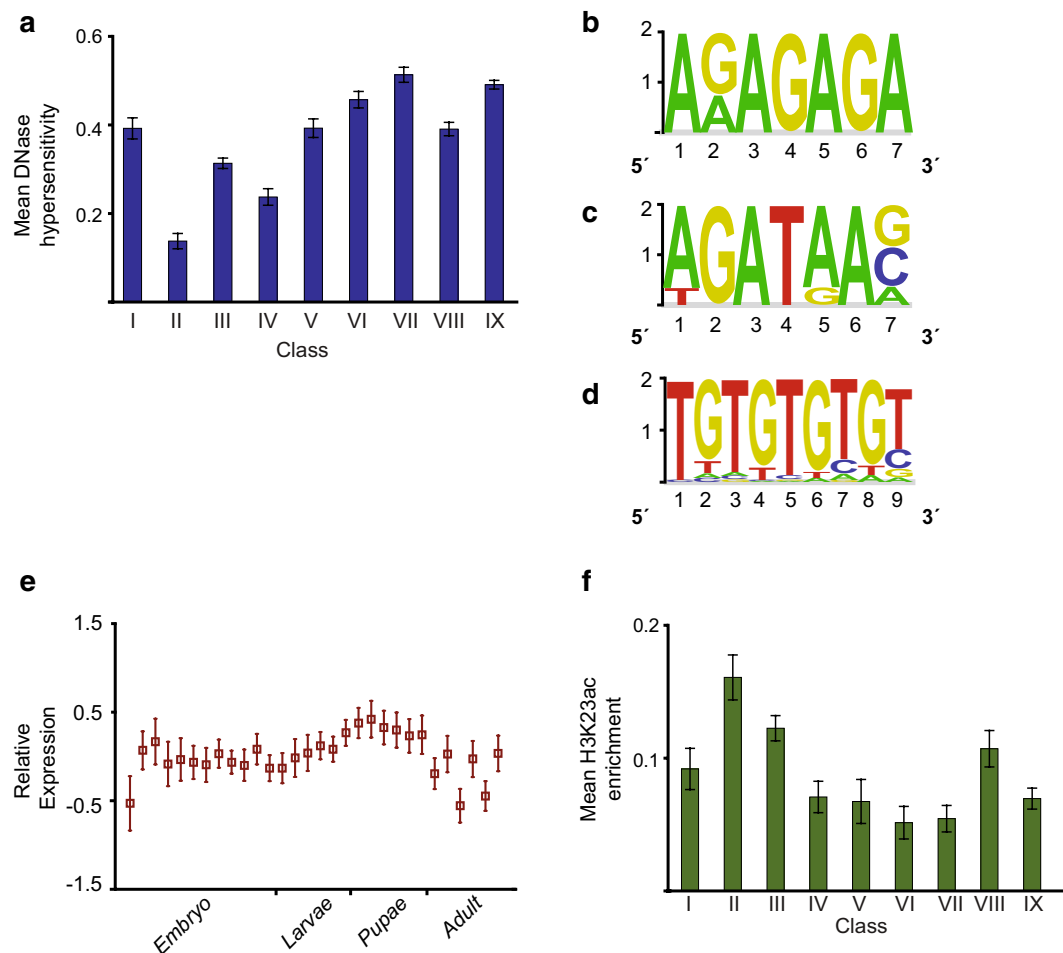 a
0.6
0.4
0.2
Mean DNase
hypersensitivity
I II III IV V VI VII VIII IX
Class
b
2
1
AGAGAGA
A
1 2 3 4 5 6 7
5´ 3´
c
2
1
AGATAAG
T G C
A
1 2 3 4 5 6 7
5´ 3´
d
2
1
TGTGTGTGT
1 2 3 4 5 6 7 8 9
5´ 3´
e
1.5
0.5
-0.5
-1.5
Relative
Expression
Embryo Larvae Pupae Adult
f
0.2
0.1
Mean H3K23ac
enrichment
I II III IV V VI VII VIII IX
Class